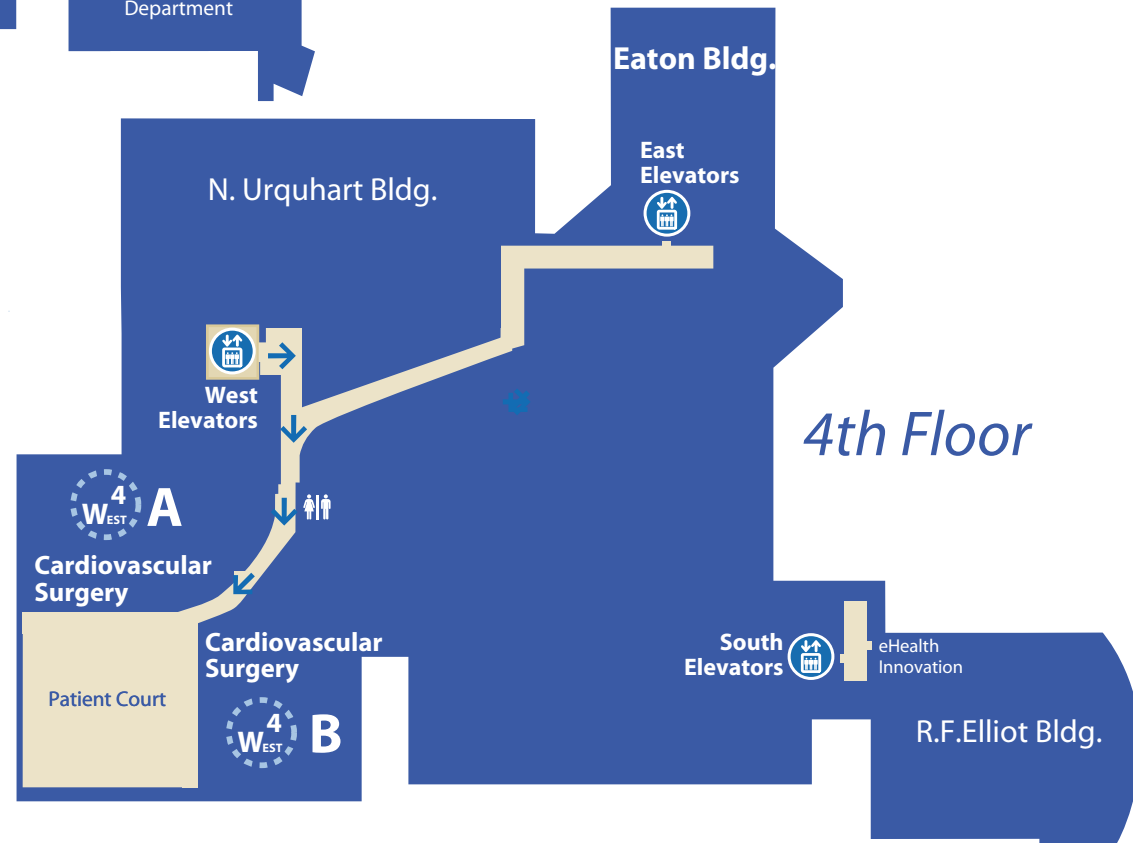 Department
Eaton Bldg.
East
Elevators
N. Urquhart Bldg.
West
Elevators
4th Floor
4
WEST A
Cardiovascular
Surgery
Cardiovascular
Surgery
South
Elevators
eHealth
Innovation
Patient Court
4
WEST B
R.F.Elliot Bldg.